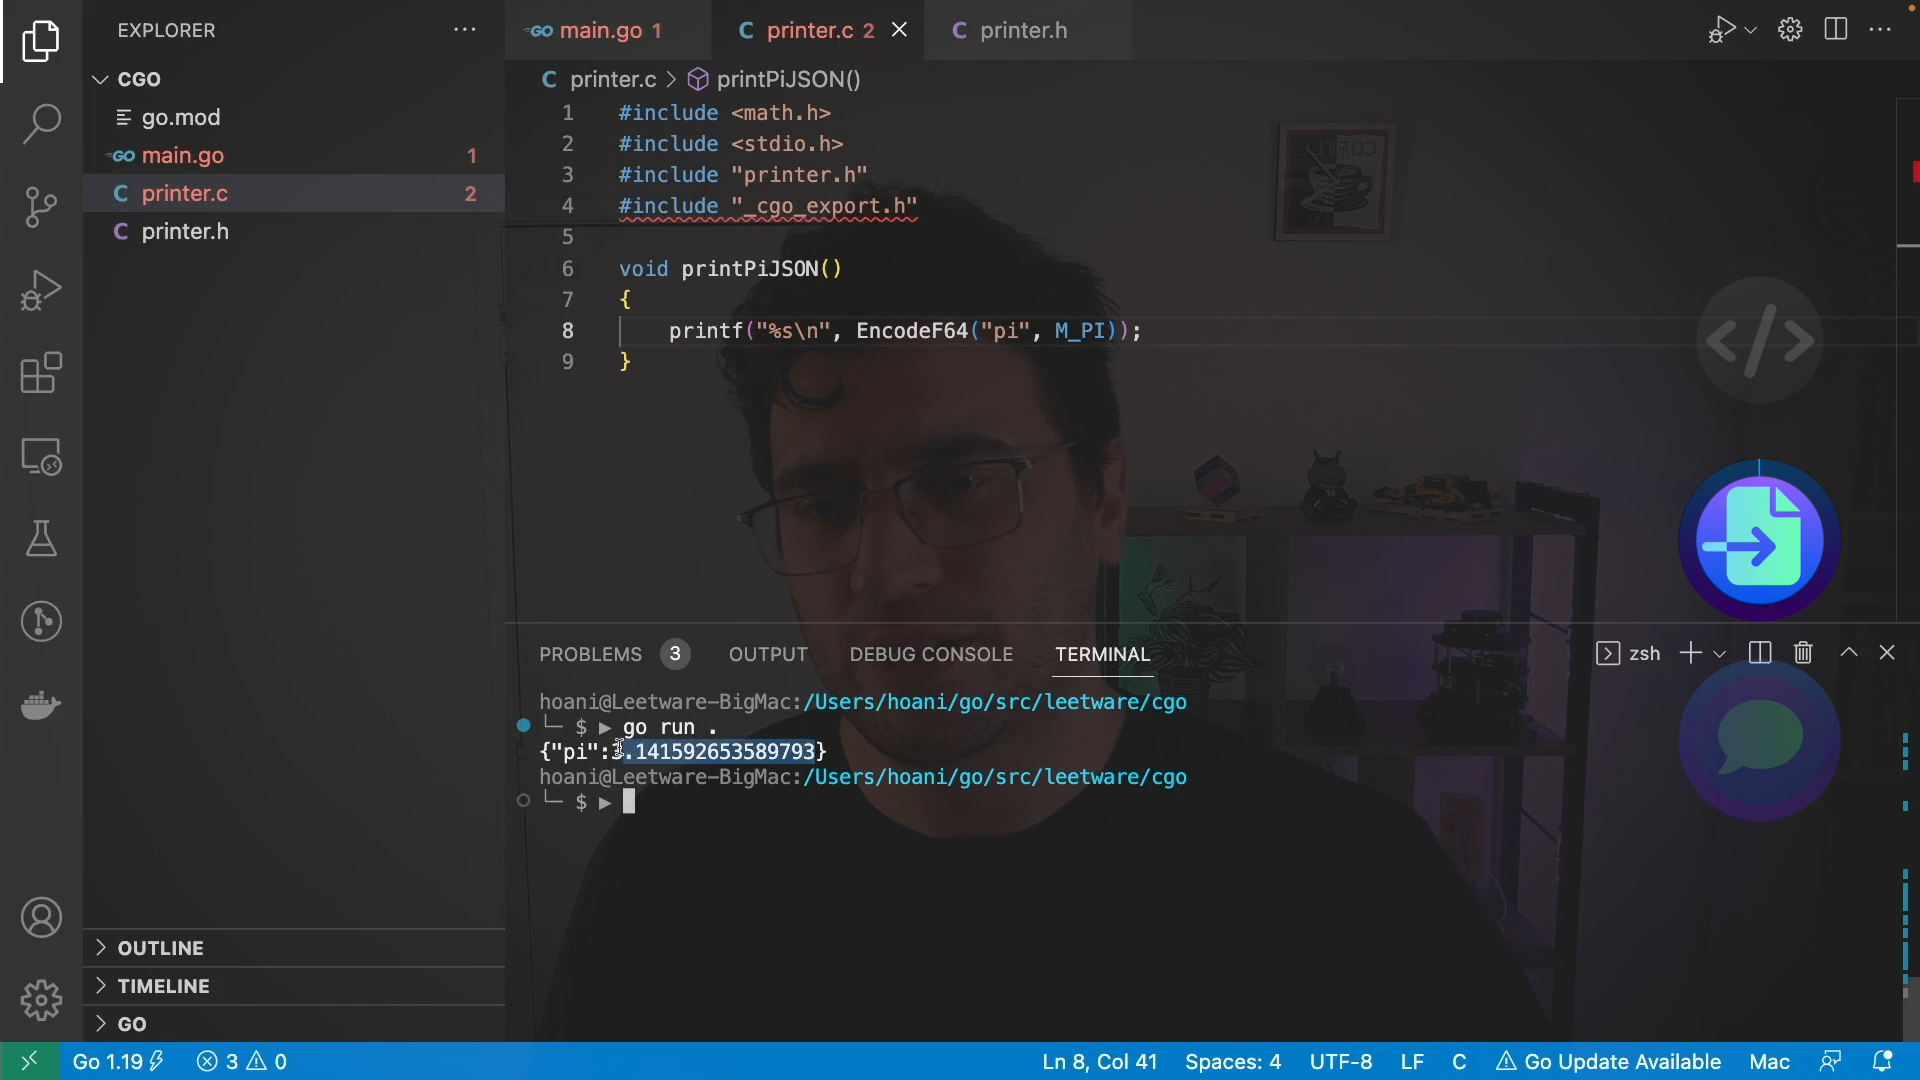 EXPLORER
CGO
go.mod
main.go 1
printer.c 2
printer.h
OUTLINE
TIMELINE
GO
main.go 1
printer.c 2
printer.h
printer.c > printPiJSON()
1 #include <math.h>
2 #include <stdio.h>
3 #include "printer.h"
4 #include "_cgo_export.h"
5
6 void printPiJSON()
7 {
8 printf("%s\n", EncodeF64("pi", M_PI));
9 }
COFFEE
PROBLEMS 3 OUTPUT DEBUG CONSOLE TERMINAL
zsh
hoani@Leetware-BigMac:/Users/hoani/go/src/leetware/cgo
└─ $ ▶ go run .
{"pi":3.141592653589793}
hoani@Leetware-BigMac:/Users/hoani/go/src/leetware/cgo
└─ $ ▶
Go 1.19 3 0 Ln 8, Col 41 Spaces: 4 UTF-8 LF C Go Update Available Mac